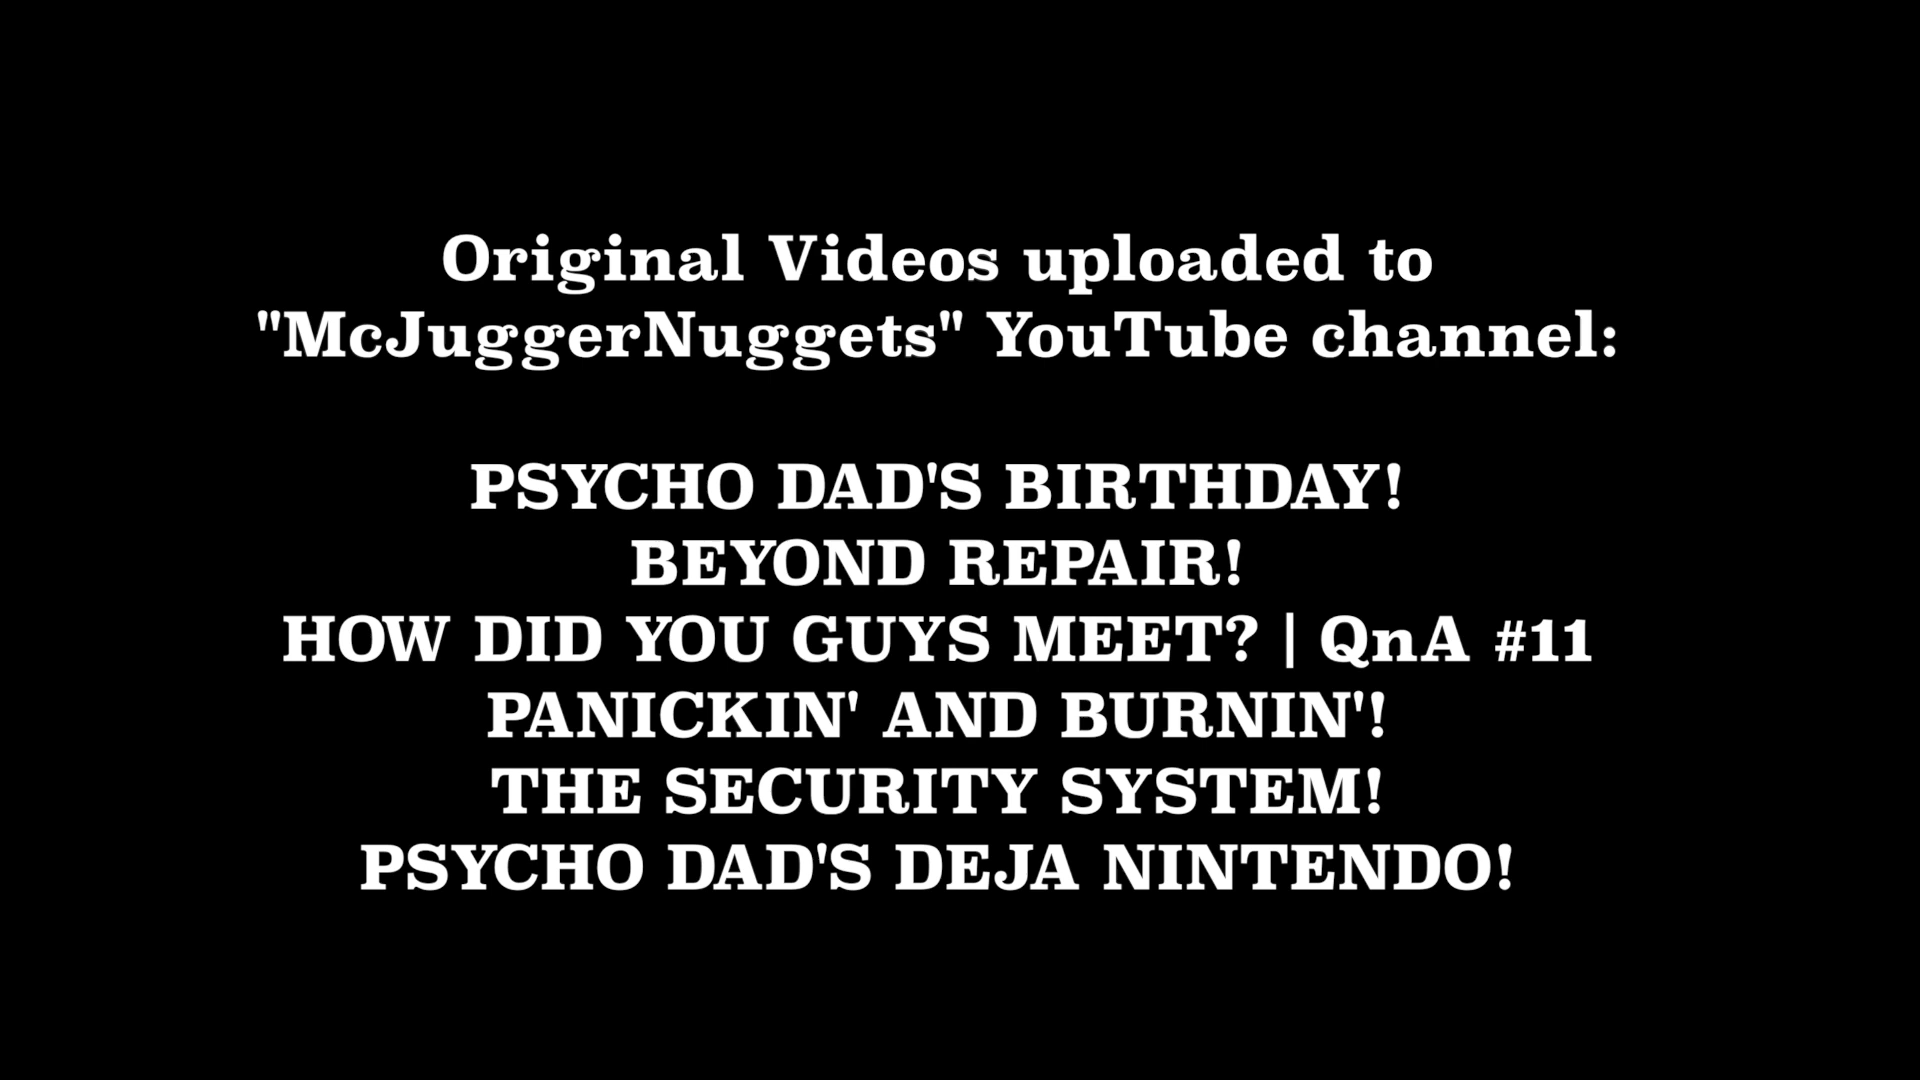 Original Videos uploaded to
"McJuggerNuggets" YouTube channel:
PSYCHO DAD'S BIRTHDAY!
BEYOND REPAIR!
HOW DID YOU GUYS MEET? | QnA #11
PANICKIN' AND BURNIN'!
THE SECURITY SYSTEM!
PSYCHO DAD'S DEJA NINTENDO!